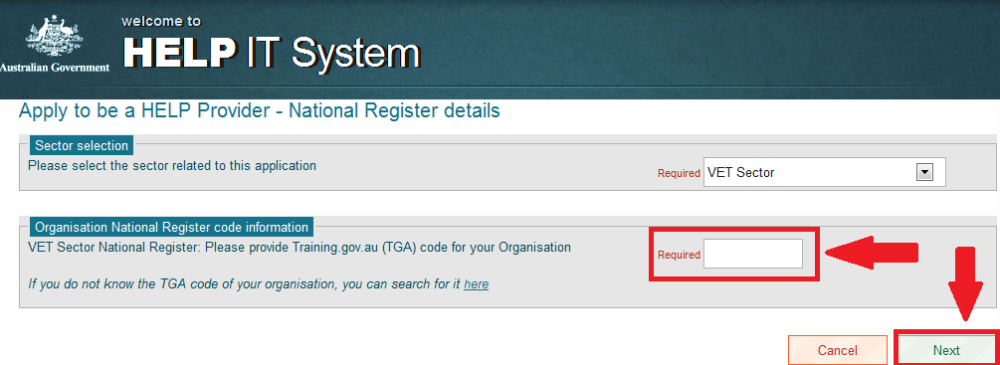 welcome to
HELP IT System
Australian Government
Apply to be a HELP Provider - National Register details
Sector selection
Please select the sector related to this application
Required
VET Sector
Organisation National Register code information
VET Sector National Register: Please provide Training.gov.au (TGA) code for your Organisation
Required
If you do not know the TGA code of your organisation, you can search for it here
Cancel
Next